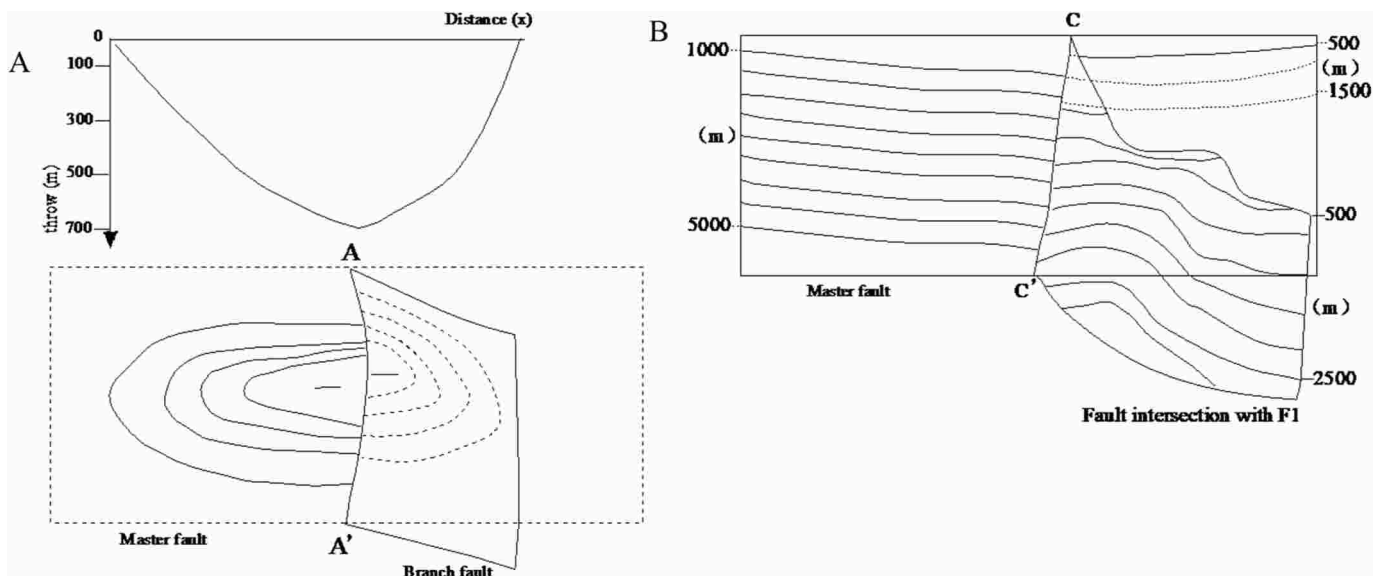 A
Distance (x)
0
100
300
500
700
throw (m)
A
Master fault
A'
Branch fault
B
C
1000
500
(m)
1500
(m)
500
5000
Master fault
C'
(m)
2500
Fault intersection with F1